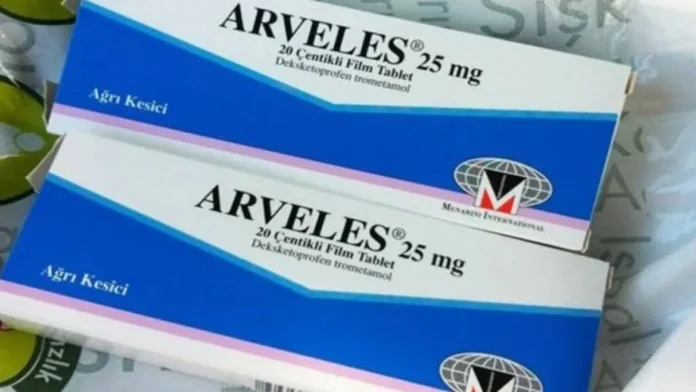 ARVELES® 25 mg
20 Çentikli Film Tablet
Deksketoprofen trometamol
Ağrı Kesici
MENARINI INTERNATIONAL
ARVELES® 25 mg
20 Çentikli Film Tablet
Deksketoprofen trometamol
Ağrı Kesici